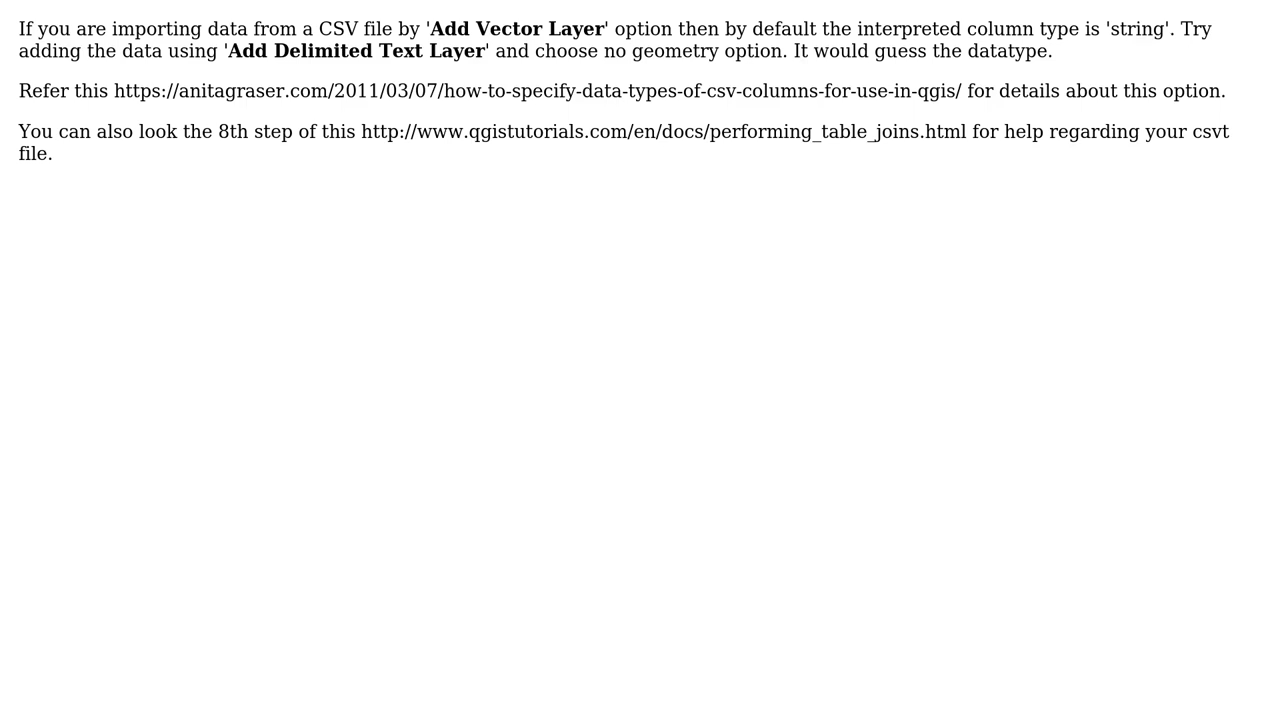 If you are importing data from a CSV file by 'Add Vector Layer' option then by default the interpreted column type is 'string'. Try
adding the data using 'Add Delimited Text Layer' and choose no geometry option. It would guess the datatype.
Refer this https://anitagraser.com/2011/03/07/how-to-specify-data-types-of-csv-columns-for-use-in-qgis/ for details about this option.
You can also look the 8th step of this http://www.qgistutorials.com/en/docs/performing_table_joins.html for help regarding your csvt
file.